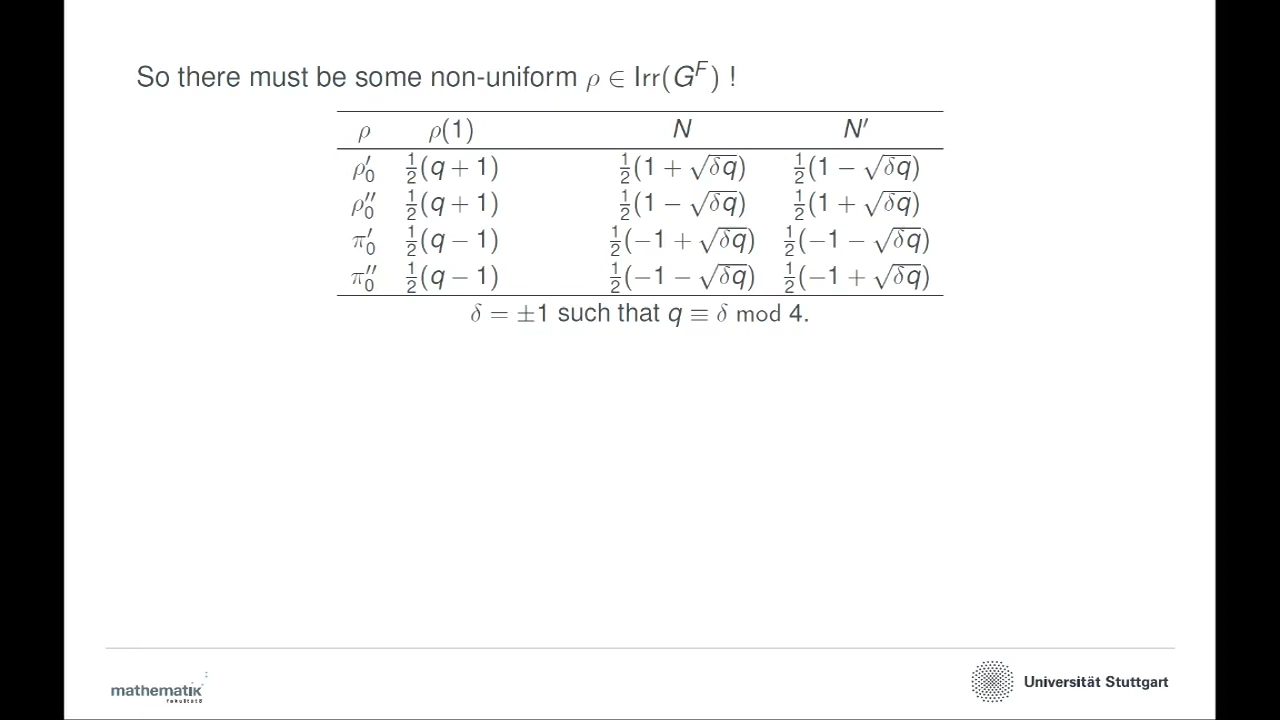 So there must be some non-uniform ρ ∈ Irr(G^F) !
ρ ρ(1) N N′
ρ′₀ ½(q + 1) ½(1 + √δq) ½(1 − √δq)
ρ″₀ ½(q + 1) ½(1 − √δq) ½(1 + √δq)
π′₀ ½(q − 1) ½(−1 + √δq) ½(−1 − √δq)
π″₀ ½(q − 1) ½(−1 − √δq) ½(−1 + √δq)
δ = ±1 such that q ≡ δ mod 4.
mathematik
fakultät
Universität Stuttgart